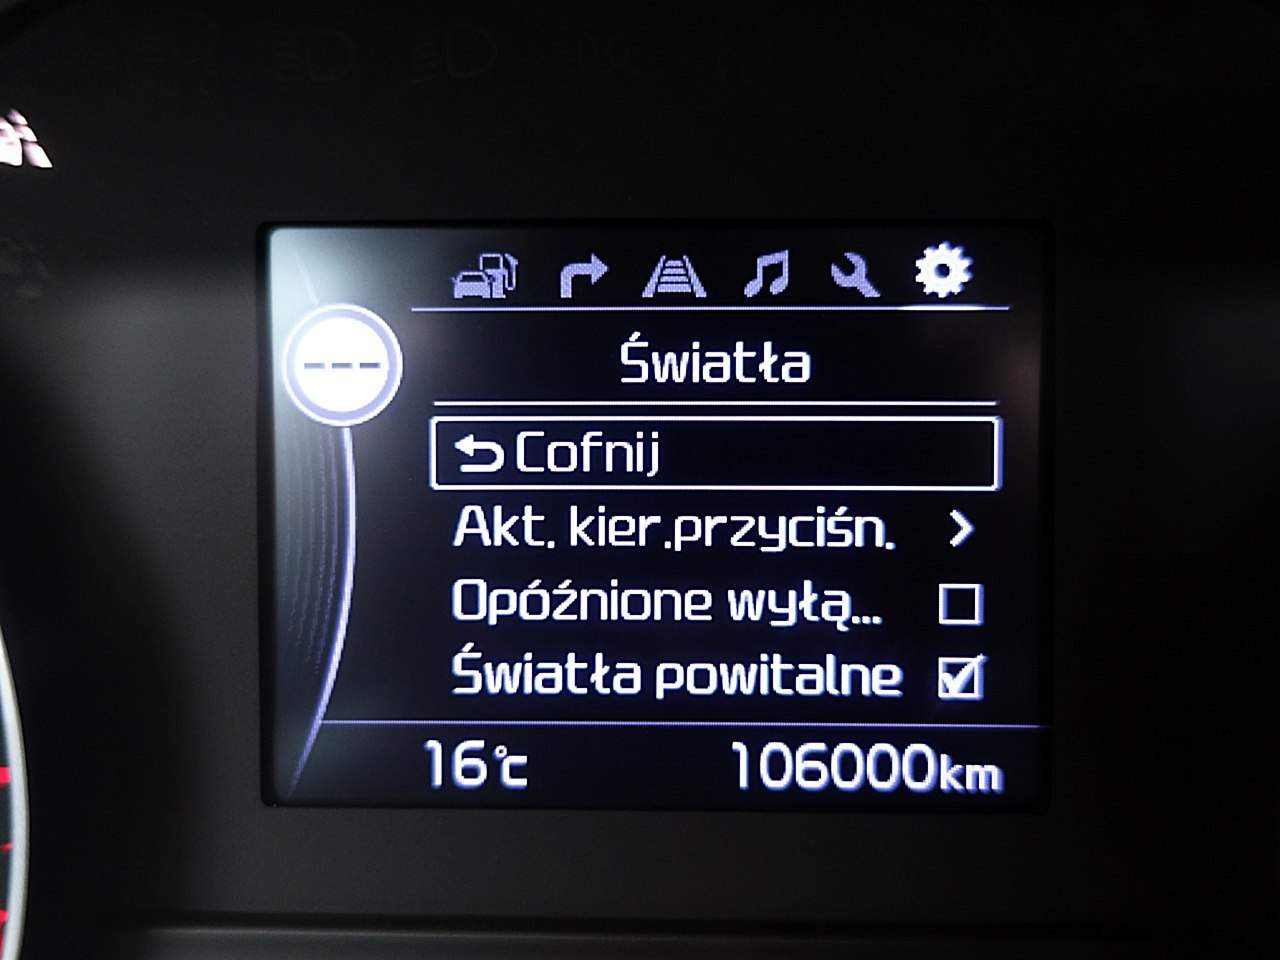 Światła
---
Cofnij
Akt. kier.przyciśn.
Opóźnione wyłą...
Światła powitalne
16°C 106000km